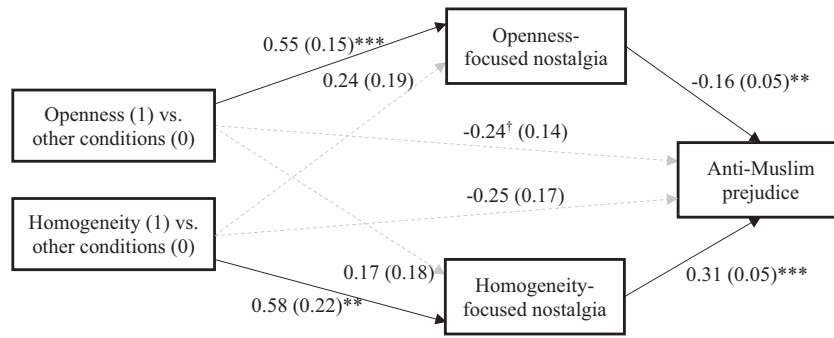 Openness-
focused nostalgia
0.55 (0.15)***
0.24 (0.19)
-0.16 (0.05)**
Openness (1) vs.
other conditions (0)
-0.24† (0.14)
Anti-Muslim
prejudice
-0.25 (0.17)
Homogeneity (1) vs.
other conditions (0)
0.17 (0.18)
0.58 (0.22)**
Homogeneity-
focused nostalgia
0.31 (0.05)***